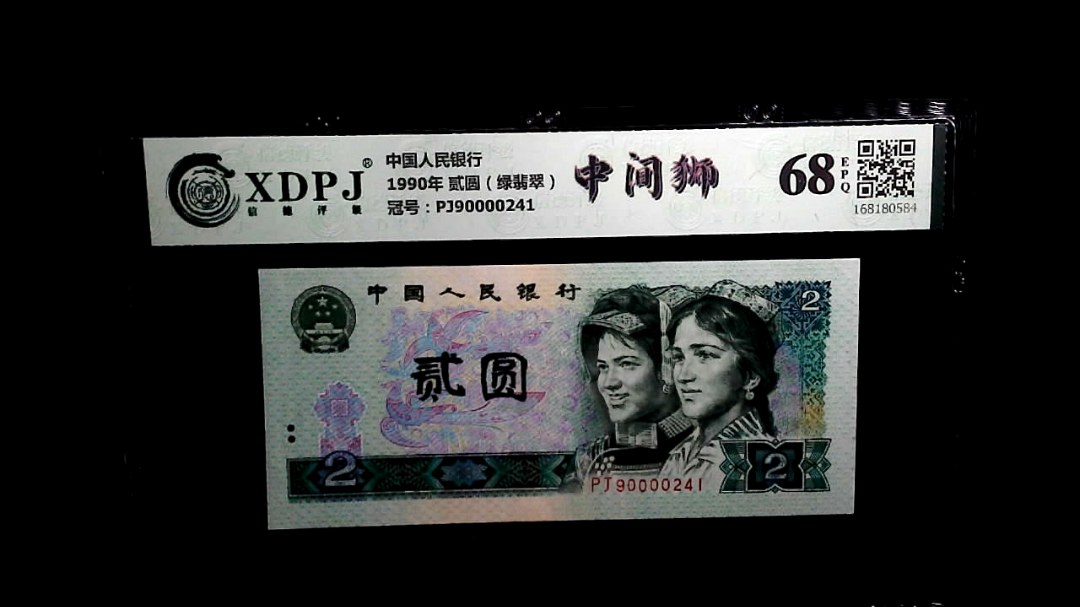 XDPJ®
信德评级
中国人民银行
1990年 贰圆（绿翡翠）
冠号：PJ90000241
中间狮
68
EPQ
168180584
中国人民银行
2
贰圆
2
2
PJ90000241